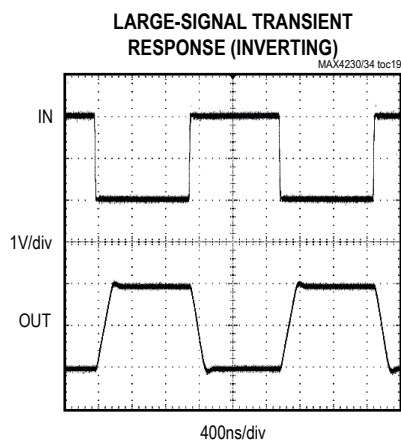 LARGE-SIGNAL TRANSIENT
RESPONSE (INVERTING)
MAX4230/34 toc19
IN
1V/div
OUT
400ns/div